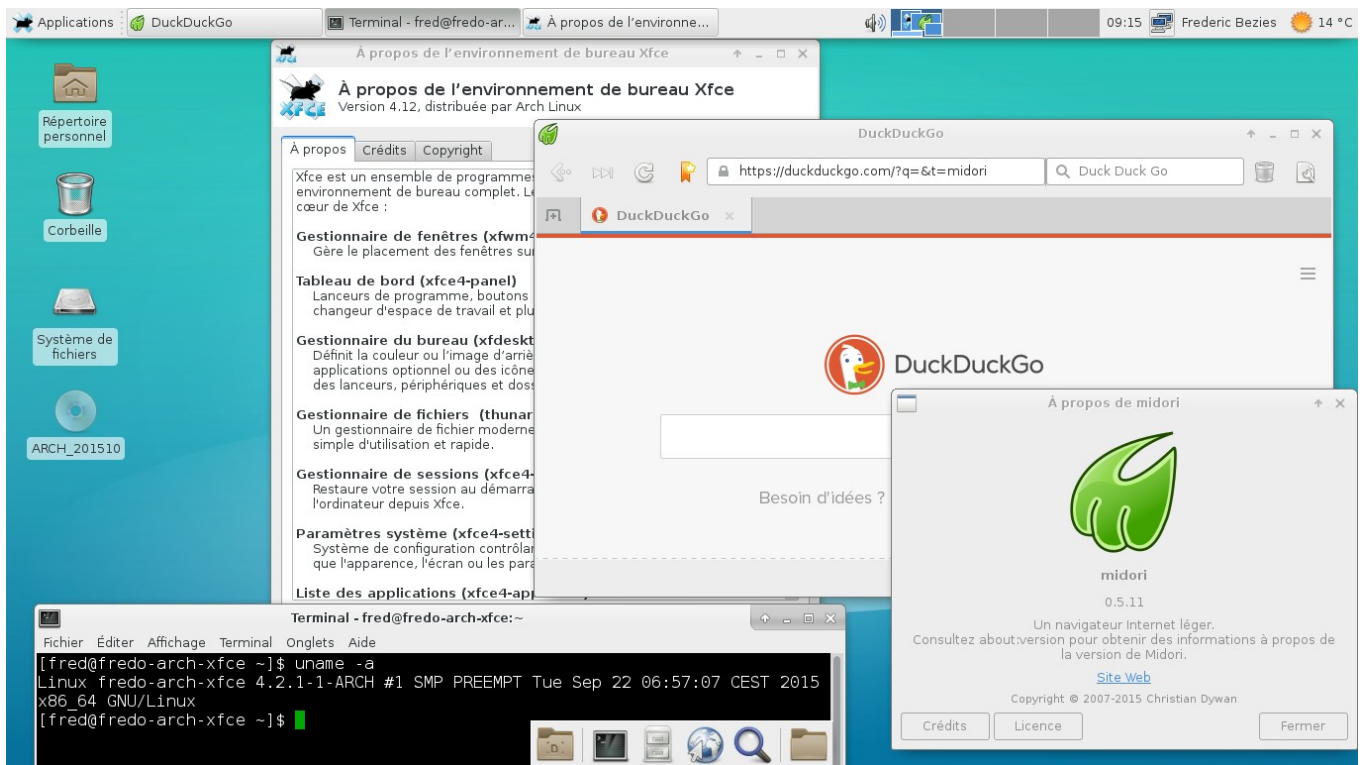 Applications
DuckDuckGo
Terminal - fred@fredo-ar...
À propos de l'environne...
09:15
Frederic Bezies
14 °C
Répertoire
personnel
Corbeille
Système de
fichiers
ARCH_201510
À propos de l'environnement de bureau Xfce
XFCE
À propos de l'environnement de bureau Xfce
Version 4.12, distribuée par Arch Linux
À propos
Crédits
Copyright
Xfce est un ensemble de programmes
environnement de bureau complet. Le
cœur de Xfce :
Gestionnaire de fenêtres (xfwm4
Gère le placement des fenêtres sur
Tableau de bord (xfce4-panel)
Lanceurs de programme, boutons
changeur d'espace de travail et plu
Gestionnaire du bureau (xfdeskt
Définit la couleur ou l'image d'arriè
applications optionnel ou des icône
des lanceurs, périphériques et doss
Gestionnaire de fichiers (thunar
Un gestionnaire de fichier moderne
simple d'utilisation et rapide.
Gestionnaire de sessions (xfce4-
Restaure votre session au démarra
l'ordinateur depuis Xfce.
Paramètres système (xfce4-setti
Système de configuration contrôlan
que l'apparence, l'écran ou les para
Liste des applications (xfce4-app
DuckDuckGo
https://duckduckgo.com/?q=&t=midori
Duck Duck Go
DuckDuckGo
DuckDuckGo
Besoin d'idées ?
À propos de midori
midori
0.5.11
Un navigateur Internet léger.
Consultez about:version pour obtenir des informations à propos de
la version de Midori.
Site Web
Copyright © 2007-2015 Christian Dywan
Crédits
Licence
Fermer
Terminal - fred@fredo-arch-xfce:~
Fichier Éditer Affichage Terminal Onglets Aide
[fred@fredo-arch-xfce ~]$ uname -a
Linux fredo-arch-xfce 4.2.1-1-ARCH #1 SMP PREEMPT Tue Sep 22 06:57:07 CEST 2015
x86_64 GNU/Linux
[fred@fredo-arch-xfce ~]$